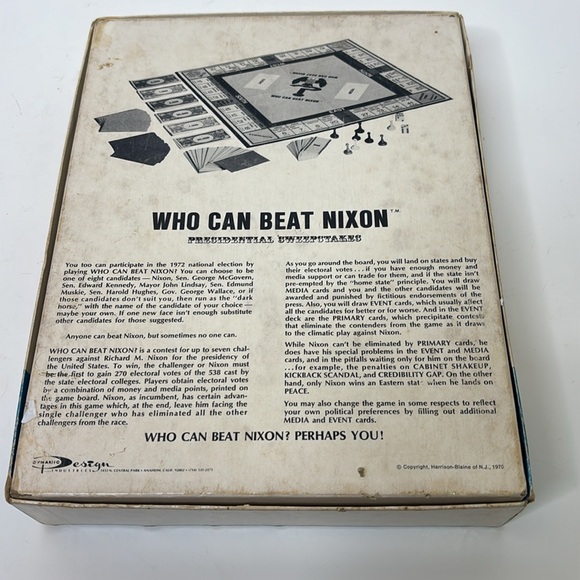 WHO CAN BEAT NIXON
WHO CAN BEAT NIXON™
PRESIDENTIAL SWEEPSTAKES
You too can participate in the 1972 national election by
playing WHO CAN BEAT NIXON? You can choose to be
one of eight candidates — Nixon, Sen. George McGovern,
Sen. Edward Kennedy, Mayor John Lindsay, Sen. Edmund
Muskie, Sen. Harold Hughes, Gov. George Wallace, or if
those candidates don't suit you, then run as the "dark
horse," with the name of the candidate of your choice —
maybe your own. If one new face isn't enough substitute
other candidates for those suggested.
Anyone can beat Nixon, but sometimes no one can.
WHO CAN BEAT NIXON? is a contest for up to seven chal-
lengers against Richard M. Nixon for the presidency of
the United States. To win, the challenger or Nixon must
be the first to gain 270 electoral votes of the 538 cast by
the state electoral colleges. Players obtain electoral votes
by a combination of money and media points, printed on
the game board. Nixon, as incumbent, has certain advan-
tages in this game which, at the end, leave him facing the
single challenger who has eliminated all the other
challengers from the race.
As you go around the board, you will land on states and buy
their electoral votes . . . if you have enough money and
media support or can trade for them, and if the state isn't
pre-empted by the "home state" principle. You will draw
MEDIA cards and you and the other candidates will be
awarded and punished by fictitious endorsements of the
press. Also, you will draw EVENT cards, which usually affect
all the candidates for better or for worse. And in the EVENT
deck are the PRIMARY cards, which precipitate contests
that eliminate the contenders from the game as it draws
to the climatic play against Nixon.
While Nixon can't be eliminated by PRIMARY cards, he
does have his special problems in the EVENT and MEDIA
cards, and in the pitfalls waiting only for him on the board
. . . for example, the penalties on CABINET SHAKEUP,
KICKBACK SCANDAL, and CREDIBILITY GAP. On the other
hand, only Nixon wins an Eastern state when he lands on
PEACE.
You may also change the game in some respects to reflect
your own political preferences by filling out additional
MEDIA and EVENT cards.
WHO CAN BEAT NIXON? PERHAPS YOU!
DYNAMIC Design
INDUSTRIES
© Copyright, Harrison-Blaine of N.J., 1970